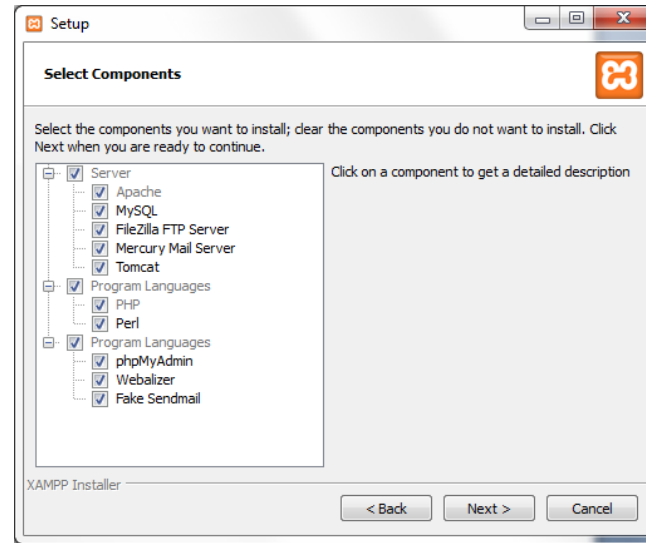 Setup
Select Components
Select the components you want to install; clear the components you do not want to install. Click
Next when you are ready to continue.
Server
Apache
MySQL
FileZilla FTP Server
Mercury Mail Server
Tomcat
Program Languages
PHP
Perl
Program Languages
phpMyAdmin
Webalizer
Fake Sendmail
Click on a component to get a detailed description
XAMPP Installer
< Back
Next >
Cancel